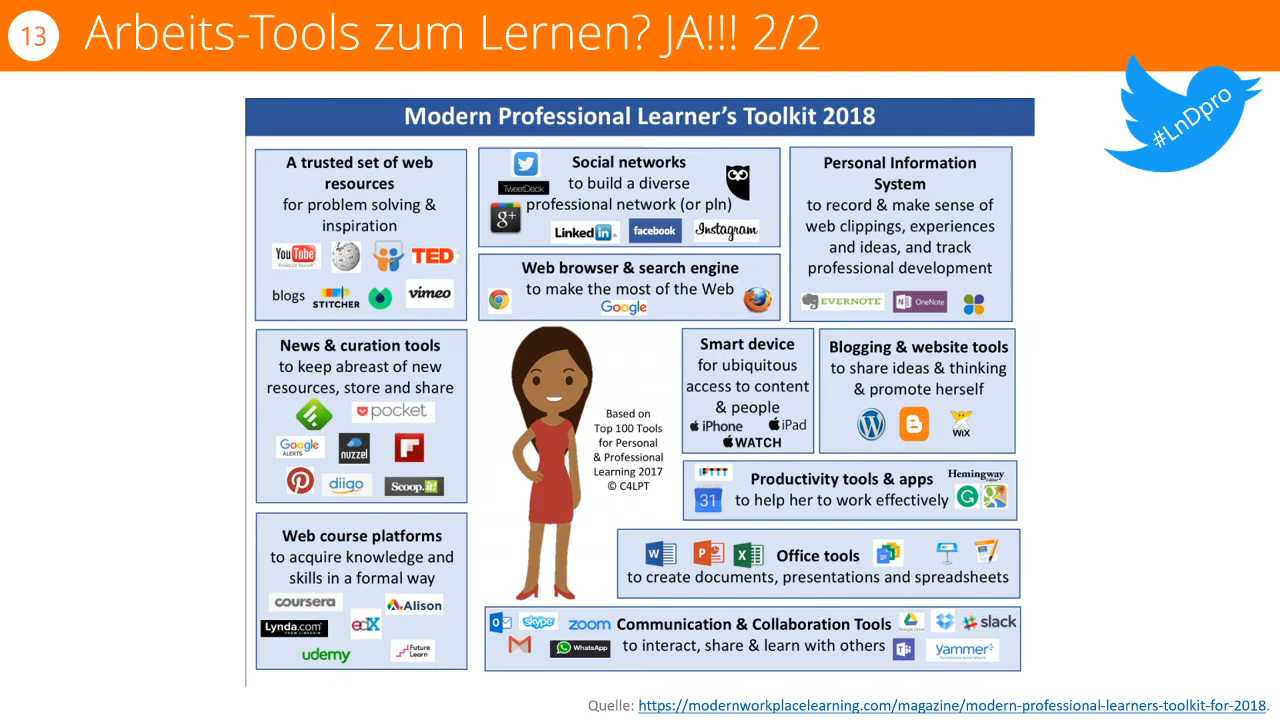 13
Arbeits-Tools zum Lernen? JA!!! 2/2
#LnDpro
Modern Professional Learner's Toolkit 2018
A trusted set of web
resources
for problem solving &
inspiration
YouTube
TED
blogs
STITCHER
vimeo
Social networks
to build a diverse
professional network (or pln)
TweetDeck
g+
Linked in
facebook
Instagram
Personal Information
System
to record & make sense of
web clippings, experiences
and ideas, and track
professional development
EVERNOTE
N OneNote
Web browser & search engine
to make the most of the Web
Google
News & curation tools
to keep abreast of new
resources, store and share
pocket
Google
ALERTS
nuzzel
diigo
Scoop.it!
Based on
Top 100 Tools
for Personal
& Professional
Learning 2017
© C4LPT
Smart device
for ubiquitous
access to content
& people
iPhone
iPad
WATCH
Blogging & website tools
to share ideas & thinking
& promote herself
WiX
IFTTT
31
Productivity tools & apps
to help her to work effectively
Hemingway
Web course platforms
to acquire knowledge and
skills in a formal way
coursera
Alison
Lynda.com
FROM LINKEDIN
edX
udemy
Future
Learn
W
P
X
Office tools
to create documents, presentations and spreadsheets
O
skype
zoom
WhatsApp
Communication & Collaboration Tools
to interact, share & learn with others
Google Drive
slack
yammer
Quelle: https://modernworkplacelearning.com/magazine/modern-professional-learners-toolkit-for-2018.